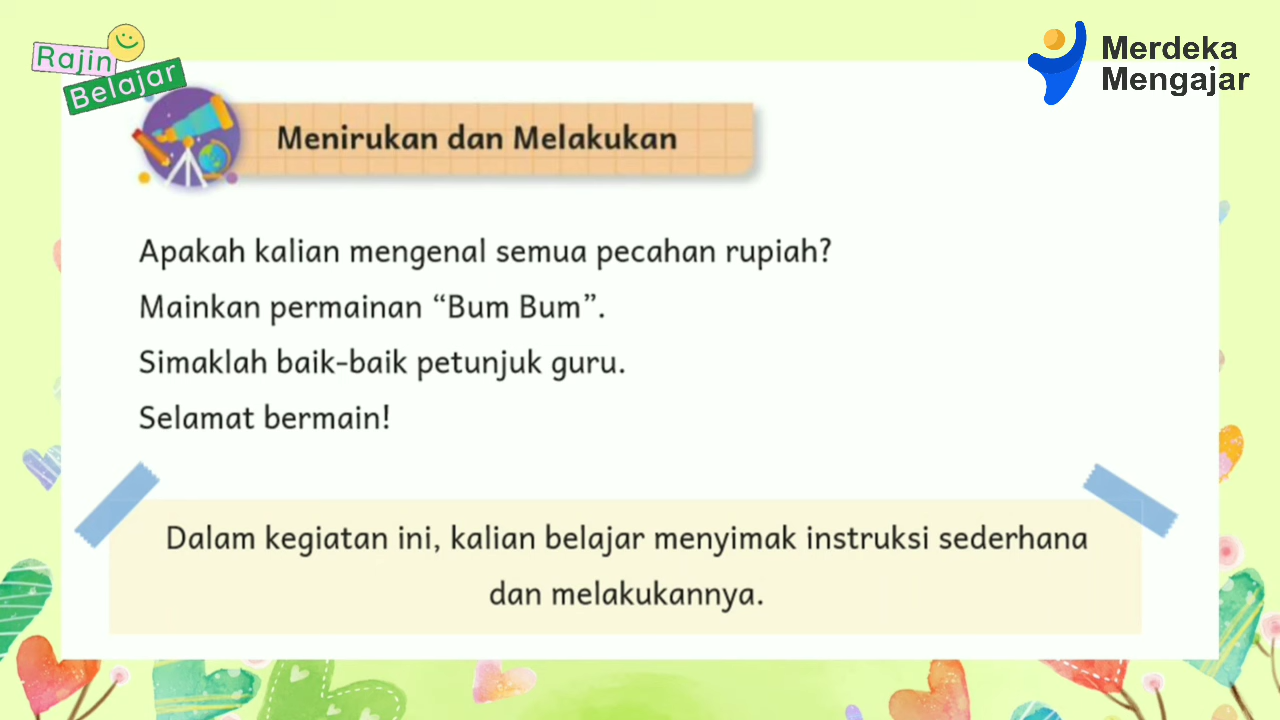 Rajin
Belajar
Merdeka
Mengajar
Menirukan dan Melakukan
Apakah kalian mengenal semua pecahan rupiah?
Mainkan permainan “Bum Bum”.
Simaklah baik-baik petunjuk guru.
Selamat bermain!
Dalam kegiatan ini, kalian belajar menyimak instruksi sederhana
dan melakukannya.